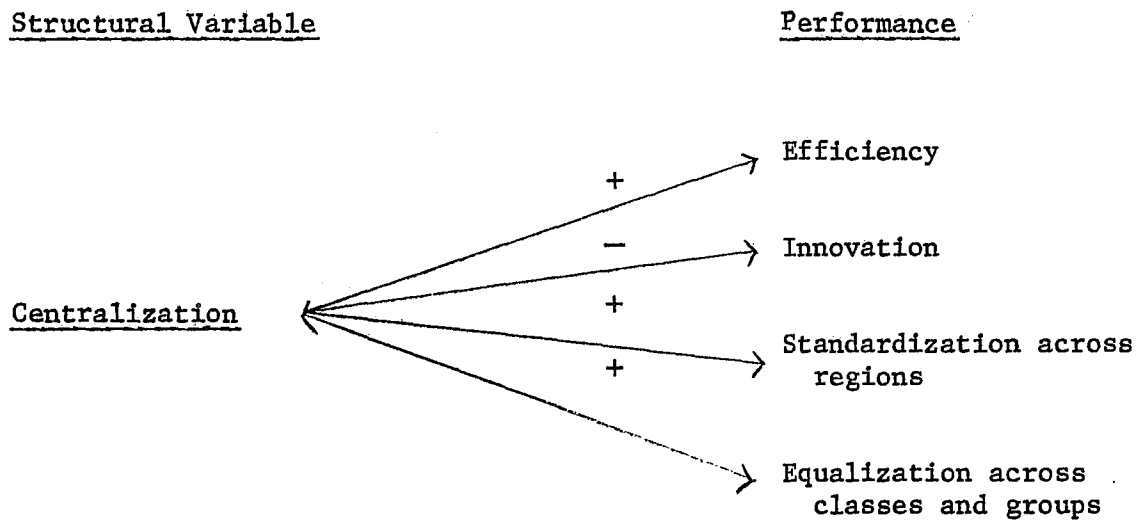 Structural Variable
Performance
Efficiency
+
−
Innovation
+
Centralization
Standardization across
regions
+
Equalization across
classes and groups